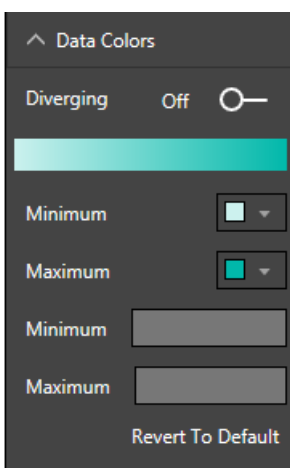 Data Colors
Diverging Off
Minimum
Maximum
Minimum
Maximum
Revert To Default